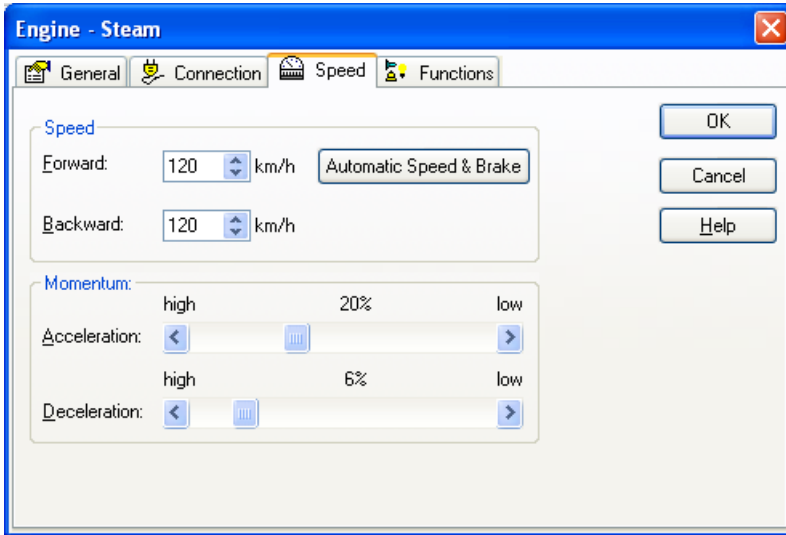 Engine - Steam
General Connection Speed Functions
Speed
Forward: 120 km/h Automatic Speed & Brake
Backward: 120 km/h
OK
Cancel
Help
Momentum:
high 20% low
Acceleration:
high 6% low
Deceleration: